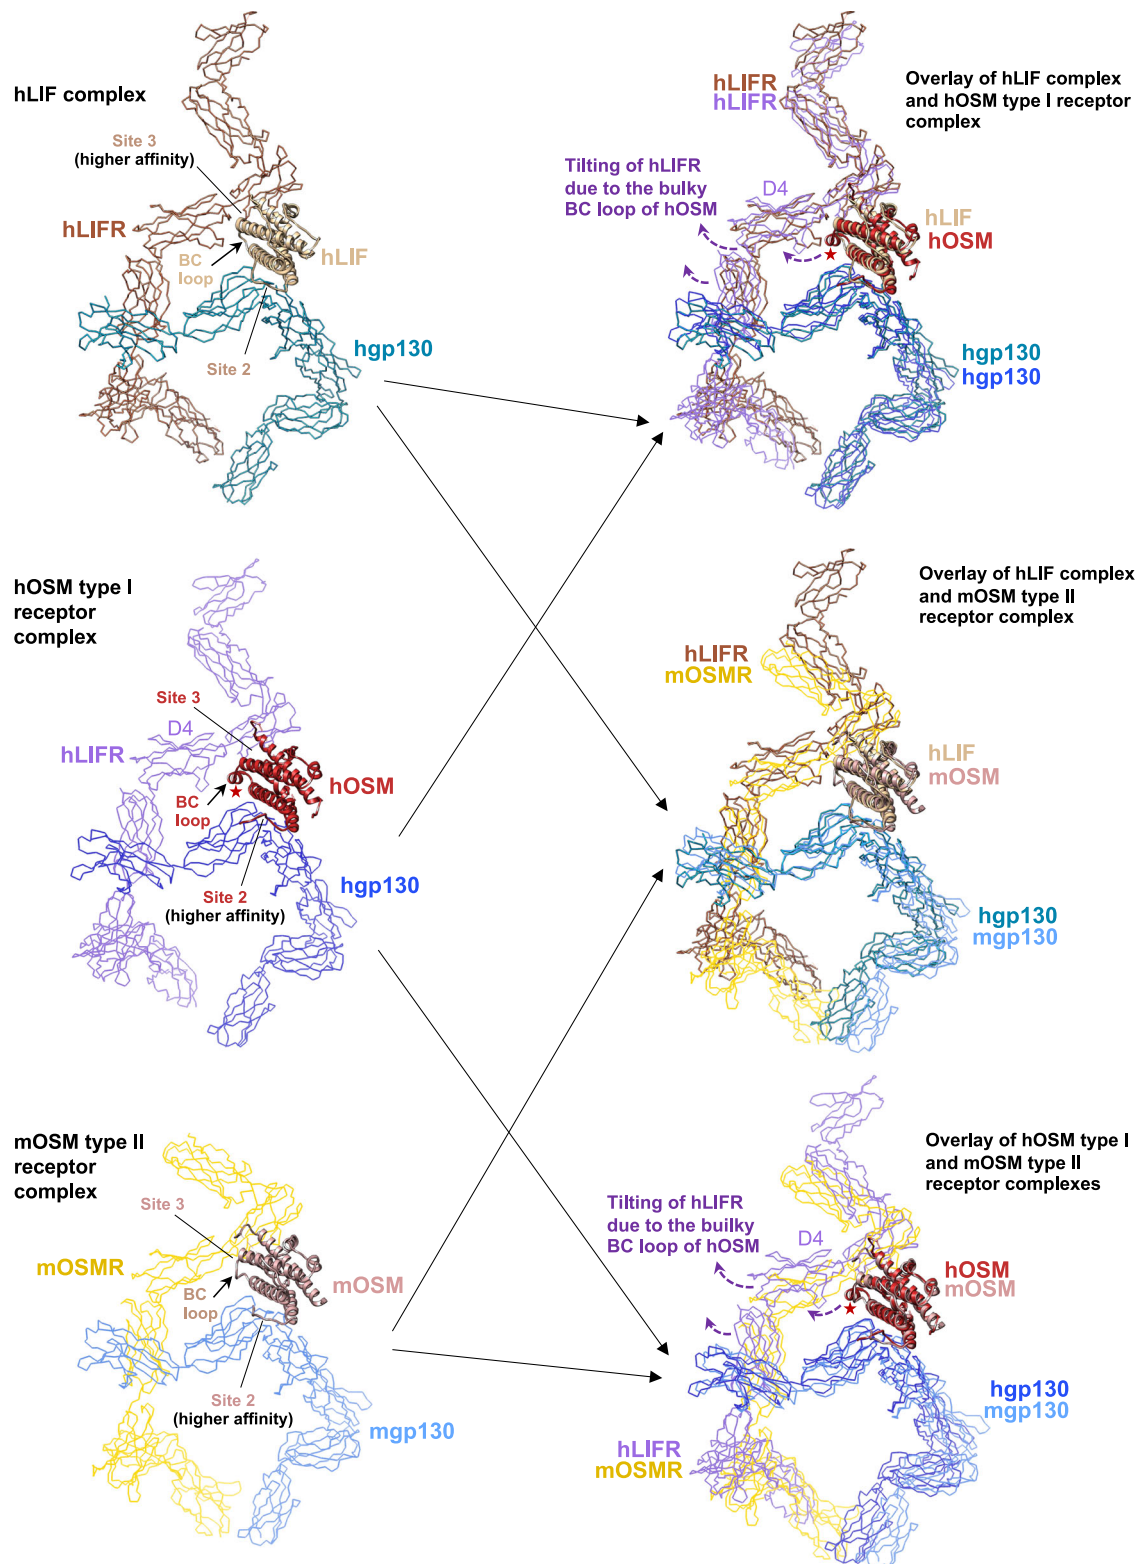 hLIF complex
Site 3
(higher affinity)
hLIFR
BC
loop
hLIF
hgp130
Site 2
hLIFR
hLIFR
Overlay of hLIF complex
and hOSM type I receptor
complex
Tilting of hLIFR
due to the bulky
BC loop of hOSM
D4
hLIF
hOSM
★
hgp130
hgp130
hOSM type I
receptor
complex
Site 3
D4
hLIFR
hOSM
BC
loop
★
Site 2
(higher affinity)
hgp130
Overlay of hLIF complex
and mOSM type II
receptor complex
hLIFR
mOSMR
hLIF
mOSM
hgp130
mgp130
mOSM type II
receptor
complex
Site 3
mOSMR
BC
loop
mOSM
Site 2
(higher affinity)
mgp130
Overlay of hOSM type I
and mOSM type II
receptor complexes
Tilting of hLIFR
due to the builky
BC loop of hOSM
D4
hOSM
mOSM
★
hgp130
mgp130
hLIFR
mOSMR